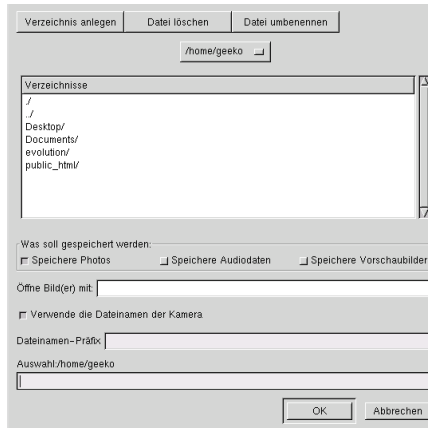 Verzeichnis anlegen Datei löschen Datei umbenennen
/home/geeko
Verzeichnisse
./
../
Desktop/
Documents/
evolution/
public_html/
Was soll gespeichert werden:
Speichere Photos Speichere Audiodaten Speichere Vorschaubilder
Öffne Bild(er) mit:
Verwende die Dateinamen der Kamera
Dateinamen-Präfix
Auswahl:/home/geeko
OK Abbrechen